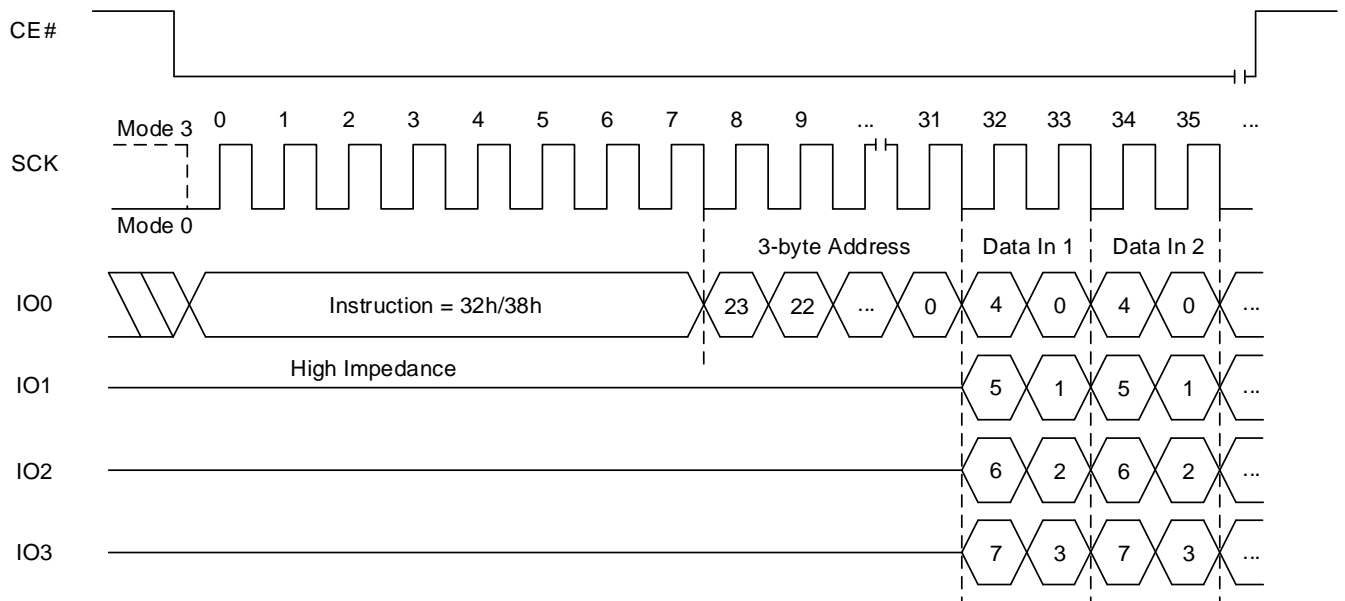 CE#
Mode 3 0 1 2 3 4 5 6 7 8 9 ... 31 32 33 34 35 ...
SCK
Mode 0
3-byte Address Data In 1 Data In 2
IO0 Instruction = 32h/38h 23 22 ... 0 4 0 4 0 ...
High Impedance
IO1 5 1 5 1 ...
IO2 6 2 6 2 ...
IO3 7 3 7 3 ...